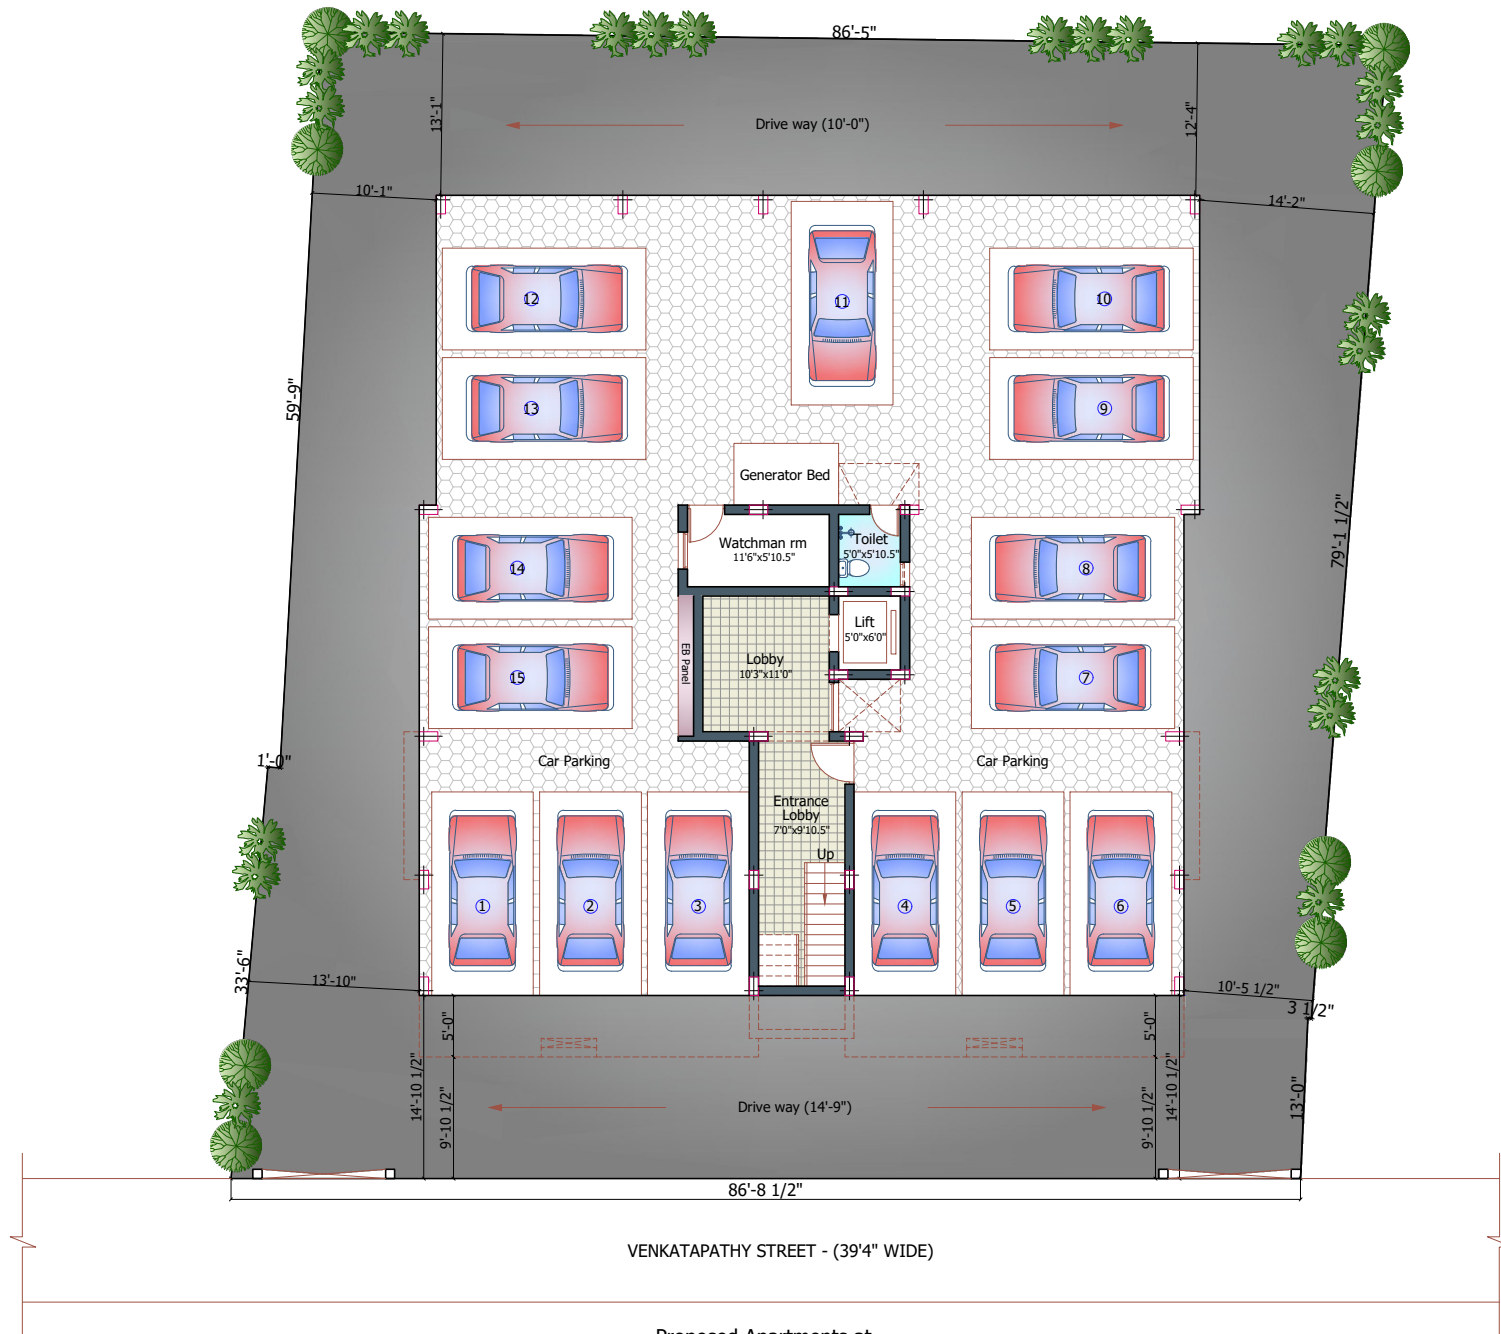 86'-5"
13'-1"
Drive way (10'-0")
12'-4"
10'-1"
14'-2"
12
11
10
13
9
59'-9"
Generator Bed
79'-1 1/2"
Watchman rm
11'6"x5'10.5"
Toilet
5'0"x5'10.5"
14
8
Lift
5'0"x6'0"
EB Panel
Lobby
10'3"x11'0"
15
7
1'-0"
Car Parking
Car Parking
Entrance
Lobby
7'0"x9'10.5"
Up
1
2
3
4
5
6
33'-6"
13'-10"
10'-5 1/2"
3 1/2"
5'-0"
5'-0"
14'-10 1/2"
9'-10 1/2"
Drive way (14'-9")
9'-10 1/2"
14'-10 1/2"
13'-0"
86'-8 1/2"
VENKATAPATHY STREET - (39'4" WIDE)
Proposed Apartments at